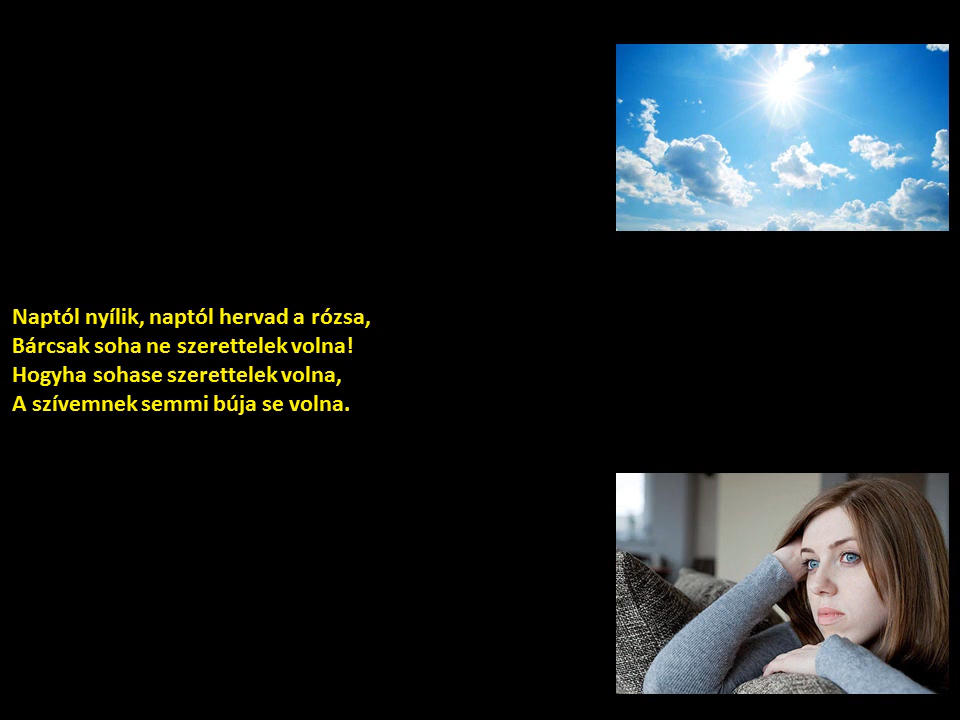 Naptól nyílik, naptól hervad a rózsa,
Bárcsak soha ne szerettelek volna!
Hogyha sohase szerettelek volna,
A szívemnek semmi búja se volna.